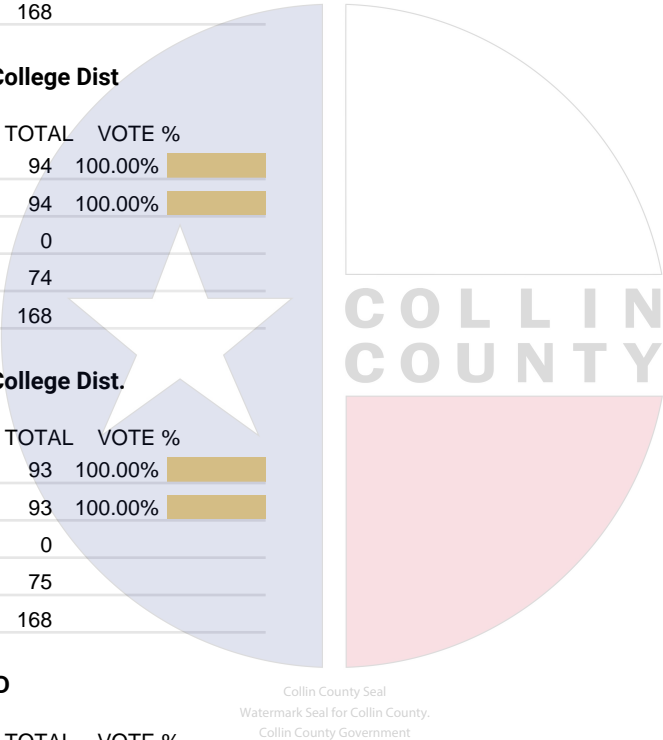 168
College Dist
TOTAL VOTE %
94 100.00%
94 100.00%
0
74
168
COLLIN
COUNTY
College Dist.
TOTAL VOTE %
93 100.00%
93 100.00%
0
75
168
Collin County Seal
Watermark Seal for Collin County.
Collin County Government
TOTAL VOTE %